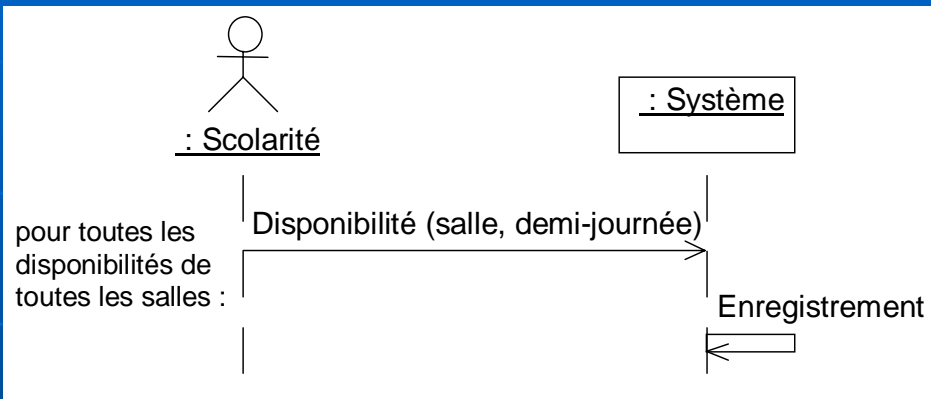 : Système
: Scolarité
Disponibilité (salle, demi-journée)
pour toutes les
disponibilités de
toutes les salles :
Enregistrement